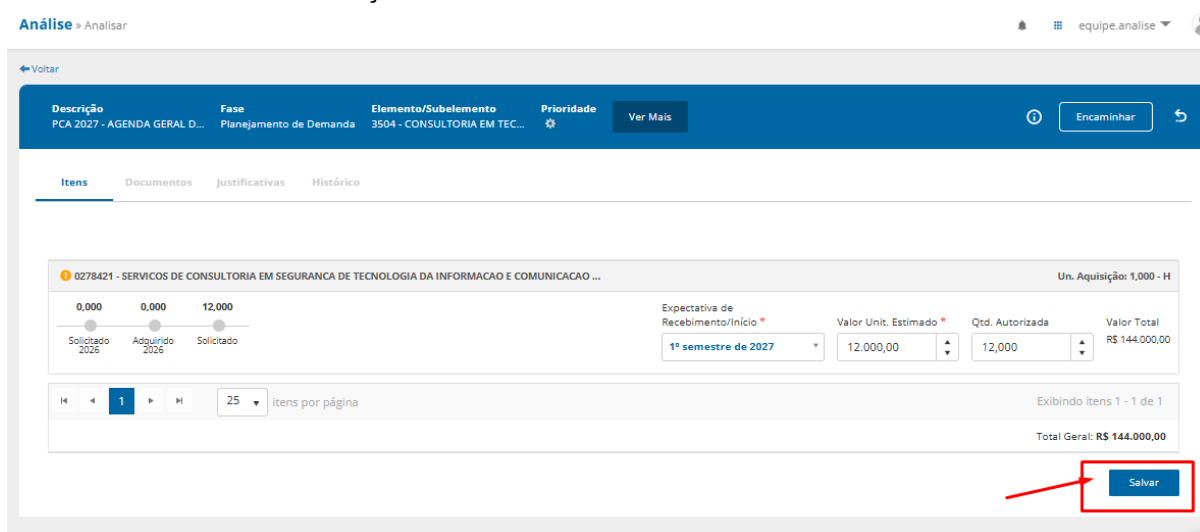 Análise » Analisar
equipe.analise
Voltar
Descrição Fase Elemento/Subelemento Prioridade
PCA 2027 - AGENDA GERAL D... Planejamento de Demanda 3504 - CONSULTORIA EM TEC... Ver Mais Encaminhar
Itens Documentos Justificativas Histórico
0278421 - SERVICOS DE CONSULTORIA EM SEGURANCA DE TECNOLOGIA DA INFORMACAO E COMUNICACAO ... Un. Aquisição: 1,000 - H
0,000 0,000 12,000
Solicitado 2026
Adquirido 2026
Solicitado
Expectativa de
Recebimento/Início * Valor Unit. Estimado * Qtd. Autorizada Valor Total
1º semestre de 2027 12.000,00 12,000 R$ 144.000,00
1 25 itens por página Exibindo itens 1 - 1 de 1
Total Geral: R$ 144.000,00
Salvar